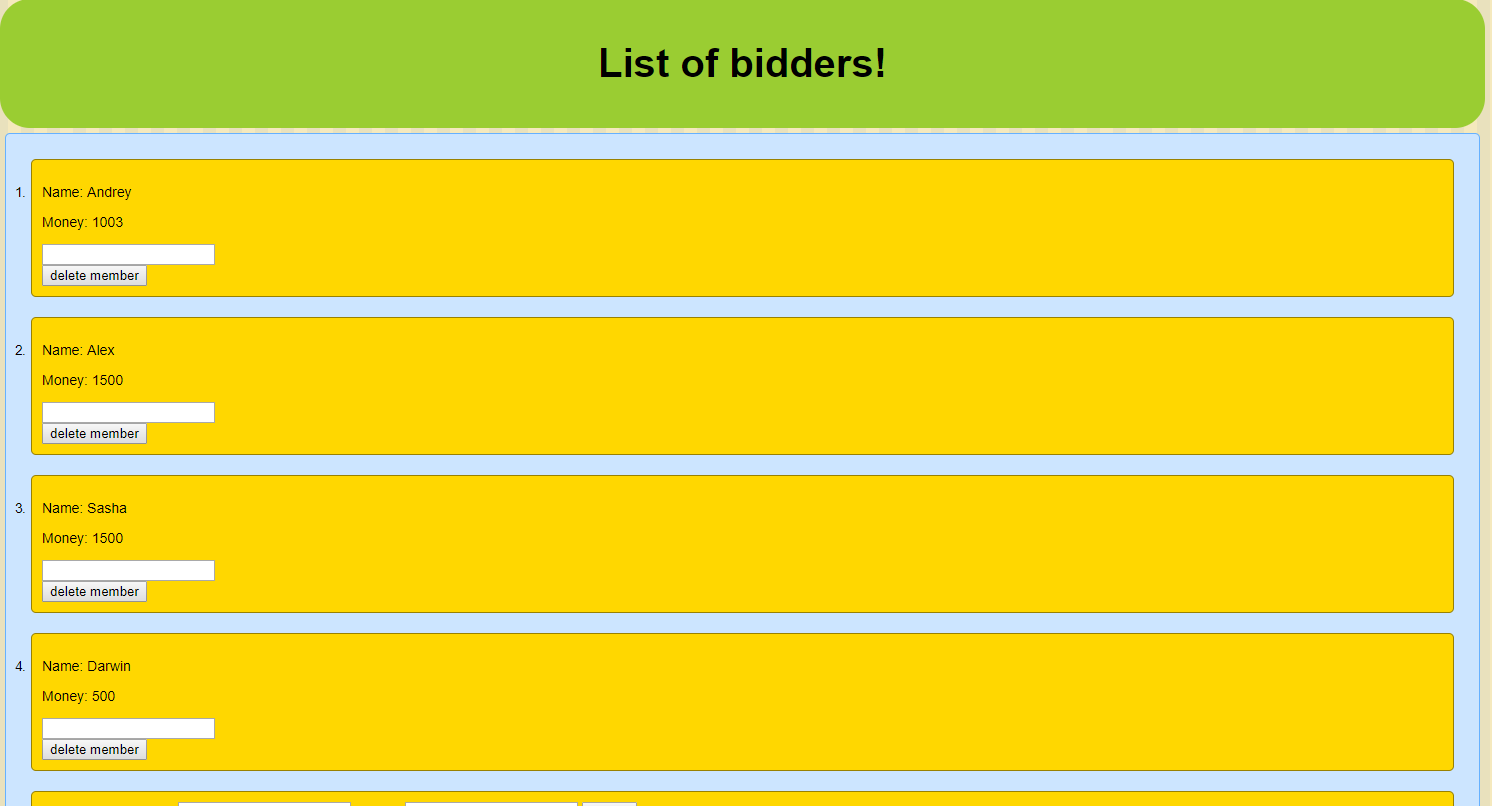 List of bidders!
1. Name: Andrey
Money: 1003
delete member
2. Name: Alex
Money: 1500
delete member
3. Name: Sasha
Money: 1500
delete member
4. Name: Darwin
Money: 500
delete member